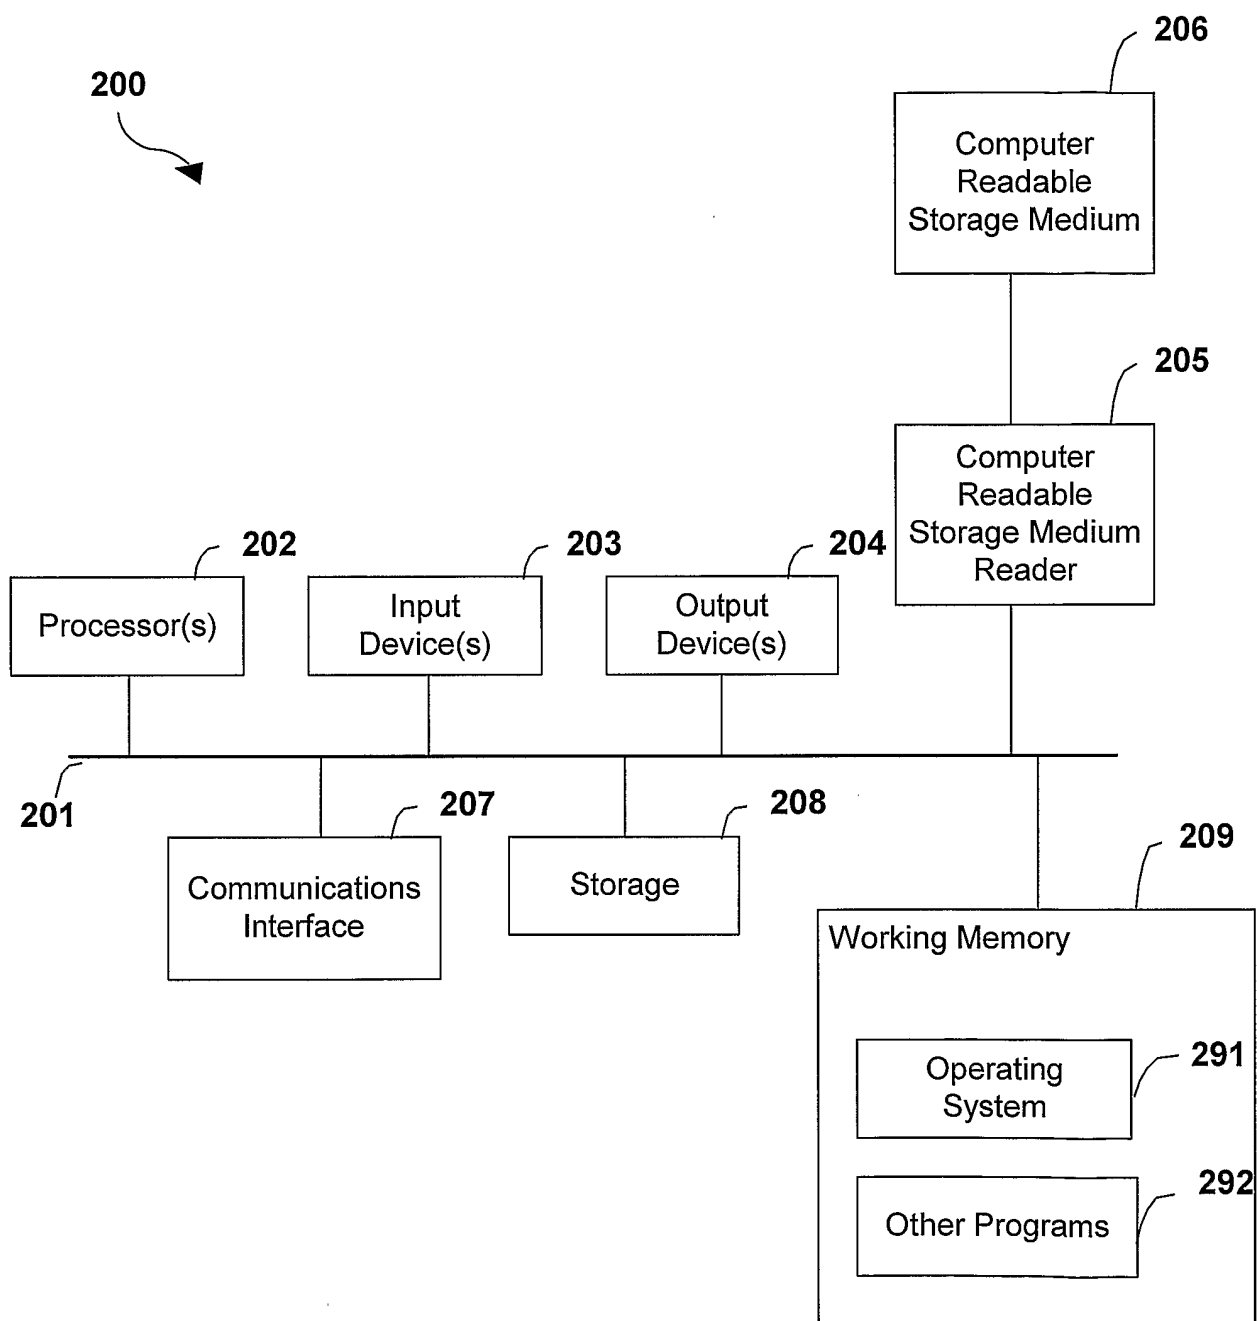 206
200
Computer
Readable
Storage Medium
205
Computer
Readable
Storage Medium
Reader
202
203
204
Processor(s)
Input
Device(s)
Output
Device(s)
201
207
208
209
Communications
Interface
Storage
Working Memory
291
Operating
System
292
Other Programs